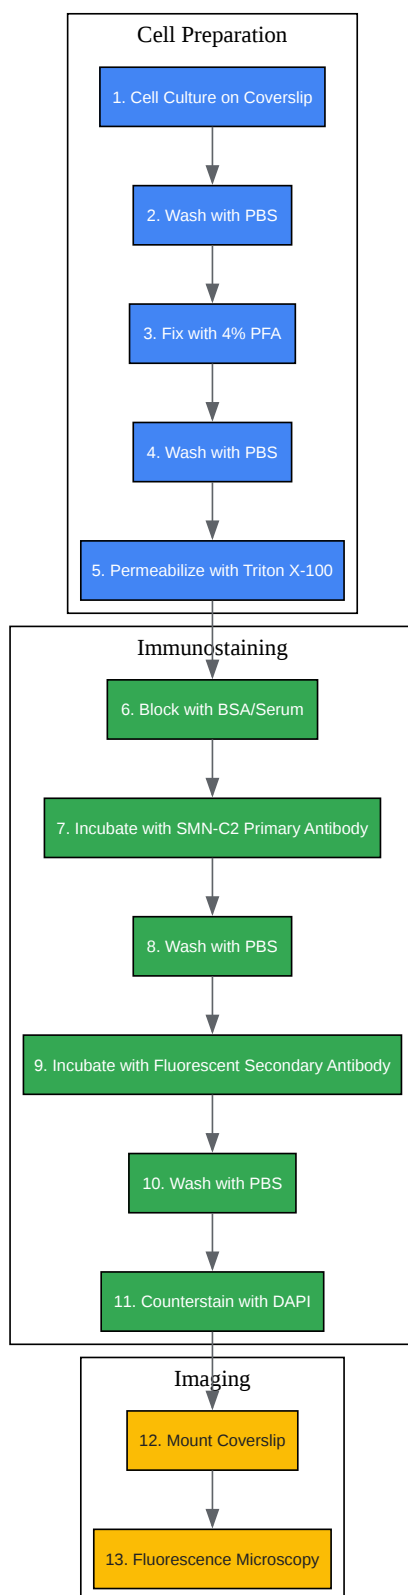 Cell Preparation
1. Cell Culture on Coverslip
2. Wash with PBS
3. Fix with 4% PFA
4. Wash with PBS
5. Permeabilize with Triton X-100
Immunostaining
6. Block with BSA/Serum
7. Incubate with SMN-C2 Primary Antibody
8. Wash with PBS
9. Incubate with Fluorescent Secondary Antibody
10. Wash with PBS
11. Counterstain with DAPI
Imaging
12. Mount Coverslip
13. Fluorescence Microscopy